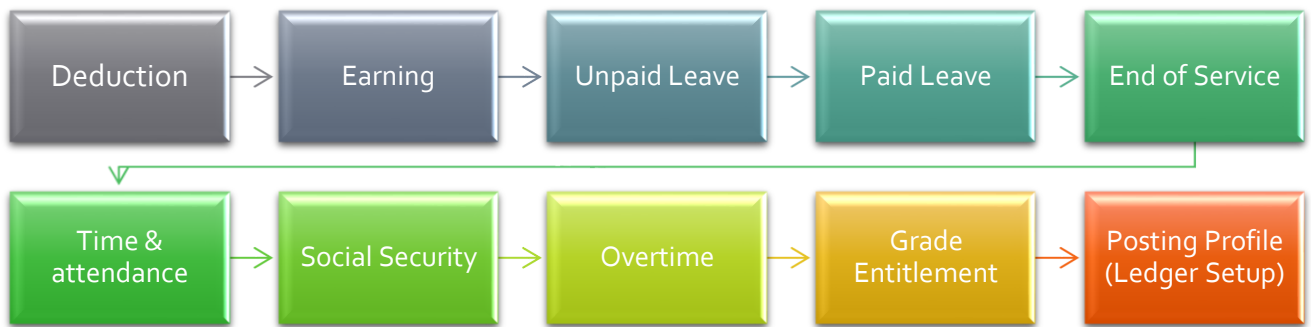 Deduction
Earning
Unpaid Leave
Paid Leave
End of Service
Time &
attendance
Social Security
Overtime
Grade
Entitlement
Posting Profile
(Ledger Setup)